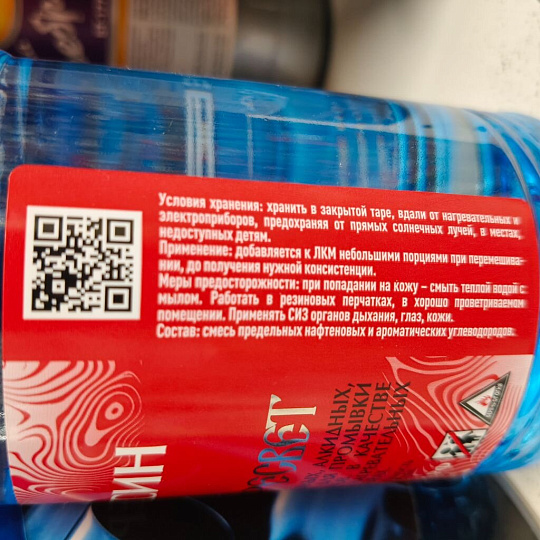 Условия хранения: хранить в закрытой таре, вдали от нагревательных и
электроприборов, предохраняя от прямых солнечных лучей, в местах,
недоступных детям.
Применение: добавляется к ЛКМ небольшими порциями при перемешива-
нии, до получения нужной консистенции.
Меры предосторожности: при попадании на кожу – смыть теплой водой с
мылом. Работать в резиновых перчатках, в хорошо проветриваемом
помещении. Применять СИЗ органов дыхания, глаз, кожи.
Состав: смесь предельных нафтеновых и ароматических углеводородов.
АЛКИДНЫХ,
ПРОМЫВКИ
В КАЧЕСТВЕ